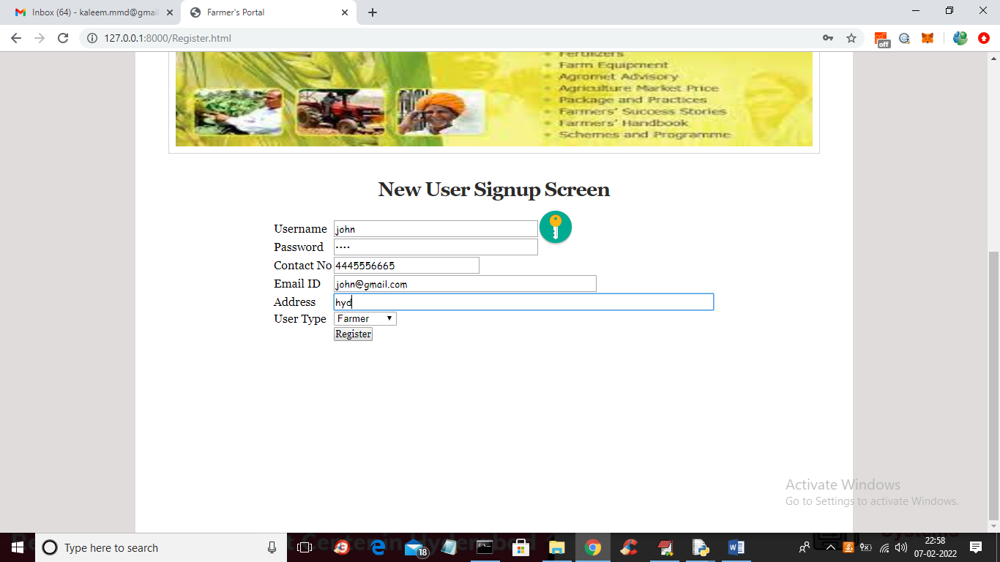 Inbox (64) - kaleem.mmd@gmail
Farmer's Portal
127.0.0.1:8000/Register.html
off
Fertilizers
Farm Equipment
Agromet Advisory
Agriculture Market Price
Package and Practices
Farmers' Success Stories
Farmers' Handbook
Schemes and Programme
New User Signup Screen
Username john
Password ····
Contact No 4445556665
Email ID john@gmail.com
Address hyd
User Type Farmer
Register
Activate Windows
Go to Settings to activate Windows.
Type here to search
18
22:58
07-02-2022